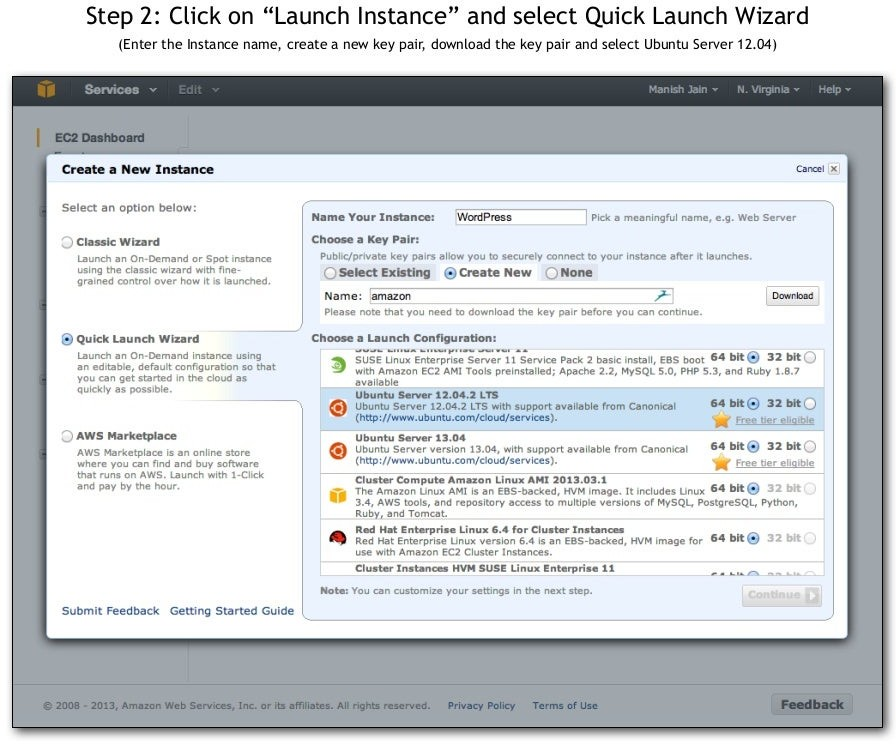 Step 2: Click on “Launch Instance” and select Quick Launch Wizard
(Enter the Instance name, create a new key pair, download the key pair and select Ubuntu Server 12.04)
Services Edit Manish Jain N. Virginia Help
EC2 Dashboard
Create a New Instance Cancel
Select an option below:
Classic Wizard
Launch an On-Demand or Spot instance
using the classic wizard with fine-
grained control over how it is launched.
Quick Launch Wizard
Launch an On-Demand instance using
an editable, default configuration so that
you can get started in the cloud as
quickly as possible.
AWS Marketplace
AWS Marketplace is an online store
where you can find and buy software
that runs on AWS. Launch with 1-Click
and pay by the hour.
Submit Feedback Getting Started Guide
Name Your Instance: WordPress Pick a meaningful name, e.g. Web Server
Choose a Key Pair:
Public/private key pairs allow you to securely connect to your instance after it launches.
Select Existing Create New None
Name: amazon Download
Please note that you need to download the key pair before you can continue.
Choose a Launch Configuration:
SUSE Linux Enterprise Server 11
SUSE Linux Enterprise Server 11 Service Pack 2 basic install, EBS boot 64 bit 32 bit
with Amazon EC2 AMI Tools preinstalled; Apache 2.2, MySQL 5.0, PHP 5.3, and Ruby 1.8.7
available
Ubuntu Server 12.04.2 LTS
Ubuntu Server 12.04.2 LTS with support available from Canonical 64 bit 32 bit
(http://www.ubuntu.com/cloud/services). Free tier eligible
Ubuntu Server 13.04
Ubuntu Server version 13.04, with support available from Canonical 64 bit 32 bit
(http://www.ubuntu.com/cloud/services). Free tier eligible
Cluster Compute Amazon Linux AMI 2013.03.1
The Amazon Linux AMI is an EBS-backed, HVM image. It includes Linux 64 bit 32 bit
3.4, AWS tools, and repository access to multiple versions of MySQL, PostgreSQL, Python,
Ruby, and Tomcat.
Red Hat Enterprise Linux 6.4 for Cluster Instances
Red Hat Enterprise Linux version 6.4 is an EBS-backed, HVM image for 64 bit 32 bit
use with Amazon EC2 Cluster Instances.
Cluster Instances HVM SUSE Linux Enterprise 11
64 bit 32 bit
Note: You can customize your settings in the next step. Continue
© 2008 - 2013, Amazon Web Services, Inc. or its affiliates. All rights reserved. Privacy Policy Terms of Use Feedback